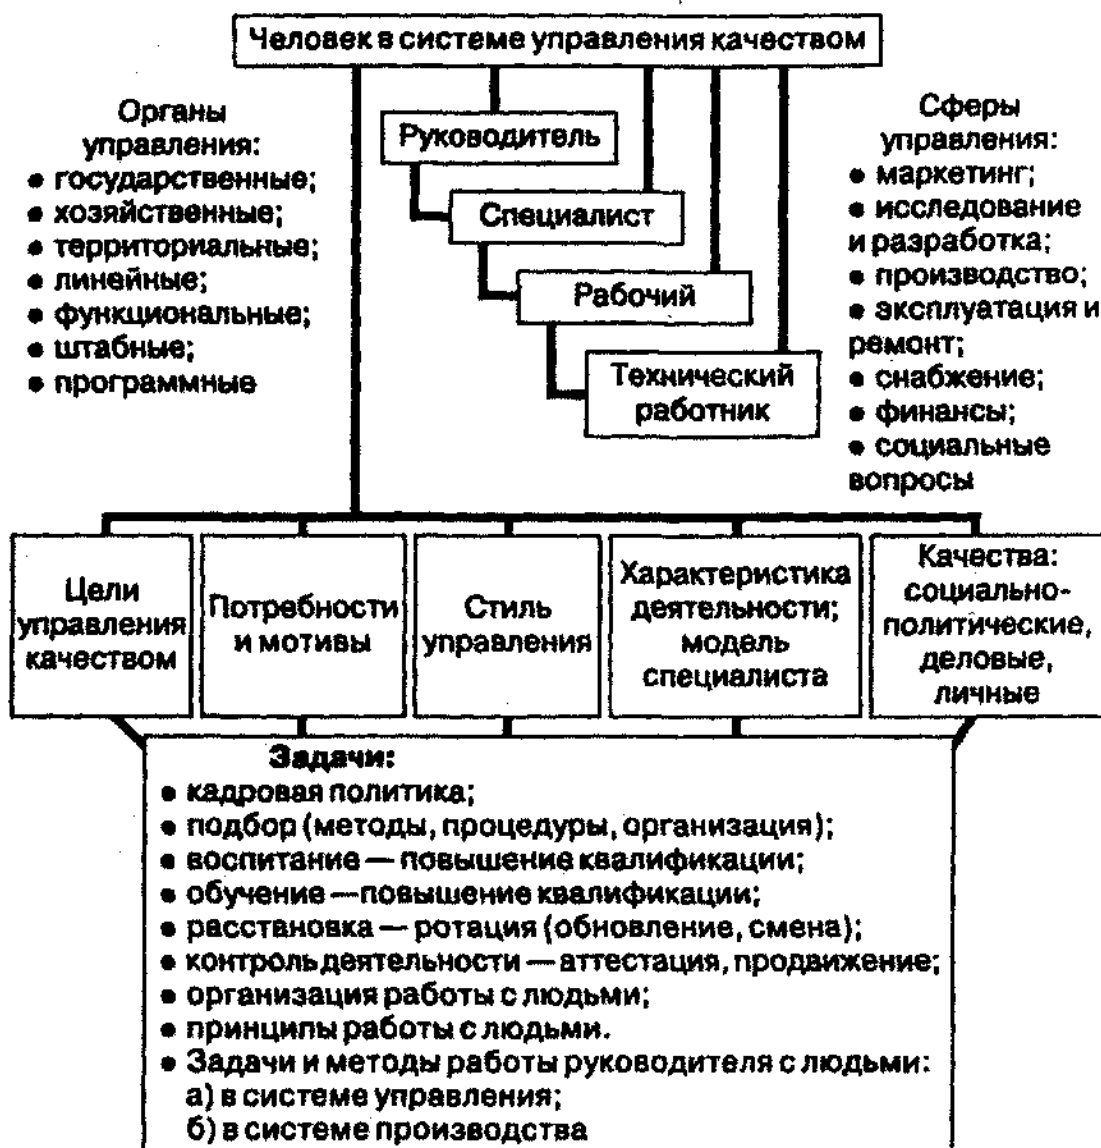 Человек в системе управления качеством
Органы
управления:
• государственные;
• хозяйственные;
• территориальные;
• линейные;
• функциональные;
• штабные;
• программные
Руководитель
Специалист
Рабочий
Технический
работник
Сферы
управления:
• маркетинг;
• исследование
и разработка;
• производство;
• эксплуатация и
ремонт;
• снабжение;
• финансы;
• социальные
вопросы
Цели
управления
качеством
Потребности
и мотивы
Стиль
управления
Характеристика
деятельности;
модель
специалиста
Качества:
социально-
политические,
деловые,
личные
Задачи:
• кадровая политика;
• подбор (методы, процедуры, организация);
• воспитание — повышение квалификации;
• обучение — повышение квалификации;
• расстановка — ротация (обновление, смена);
• контроль деятельности — аттестация, продвижение;
• организация работы с людьми;
• принципы работы с людьми.
• Задачи и методы работы руководителя с людьми:
а) в системе управления;
б) в системе производства